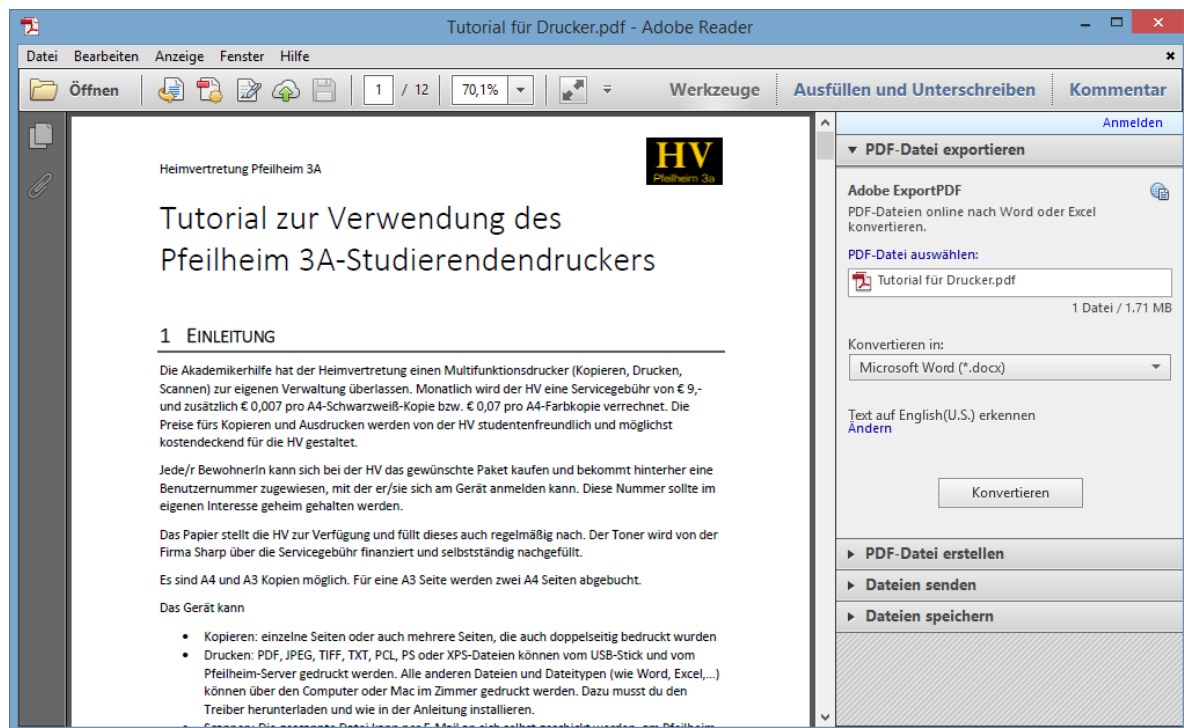 Tutorial für Drucker.pdf - Adobe Reader
Datei Bearbeiten Anzeige Fenster Hilfe
Öffnen 1 / 12 70,1% Werkzeuge Ausfüllen und Unterschreiben Kommentar
Heimvertretung Pfeilheim 3A
HV
Pfeilheim 3a
Tutorial zur Verwendung des
Pfeilheim 3A-Studierendendruckers
1 EINLEITUNG
Die Akademikerhilfe hat der Heimvertretung einen Multifunktionsdrucker (Kopieren, Drucken,
Scannen) zur eigenen Verwaltung überlassen. Monatlich wird der HV eine Servicegebühr von € 9,-
und zusätzlich € 0,007 pro A4-Schwarzweiß-Kopie bzw. € 0,07 pro A4-Farbkopie verrechnet. Die
Preise fürs Kopieren und Ausdrucken werden von der HV studentenfreundlich und möglichst
kostendeckend für die HV gestaltet.
Jede/r BewohnerIn kann sich bei der HV das gewünschte Paket kaufen und bekommt hinterher eine
Benutzernummer zugewiesen, mit der er/sie sich am Gerät anmelden kann. Diese Nummer sollte im
eigenen Interesse geheim gehalten werden.
Das Papier stellt die HV zur Verfügung und füllt dieses auch regelmäßig nach. Der Toner wird von der
Firma Sharp über die Servicegebühr finanziert und selbstständig nachgefüllt.
Es sind A4 und A3 Kopien möglich. Für eine A3 Seite werden zwei A4 Seiten abgebucht.
Das Gerät kann
• Kopieren: einzelne Seiten oder auch mehrere Seiten, die auch doppelseitig bedruckt wurden
• Drucken: PDF, JPEG, TIFF, TXT, PCL, PS oder XPS-Dateien können vom USB-Stick und vom
Pfeilheim-Server gedruckt werden. Alle anderen Dateien und Dateitypen (wie Word, Excel,...)
können über den Computer oder Mac im Zimmer gedruckt werden. Dazu musst du den
Treiber herunterladen und wie in der Anleitung installieren.
• Scannen: Die gescannte Datei kann per E-Mail an sich selbst geschickt werden, am Pfeilheim
Anmelden
PDF-Datei exportieren
Adobe ExportPDF
PDF-Dateien online nach Word oder Excel
konvertieren.
PDF-Datei auswählen:
Tutorial für Drucker.pdf
1 Datei / 1.71 MB
Konvertieren in:
Microsoft Word (*.docx)
Text auf English(U.S.) erkennen
Ändern
Konvertieren
PDF-Datei erstellen
Dateien senden
Dateien speichern